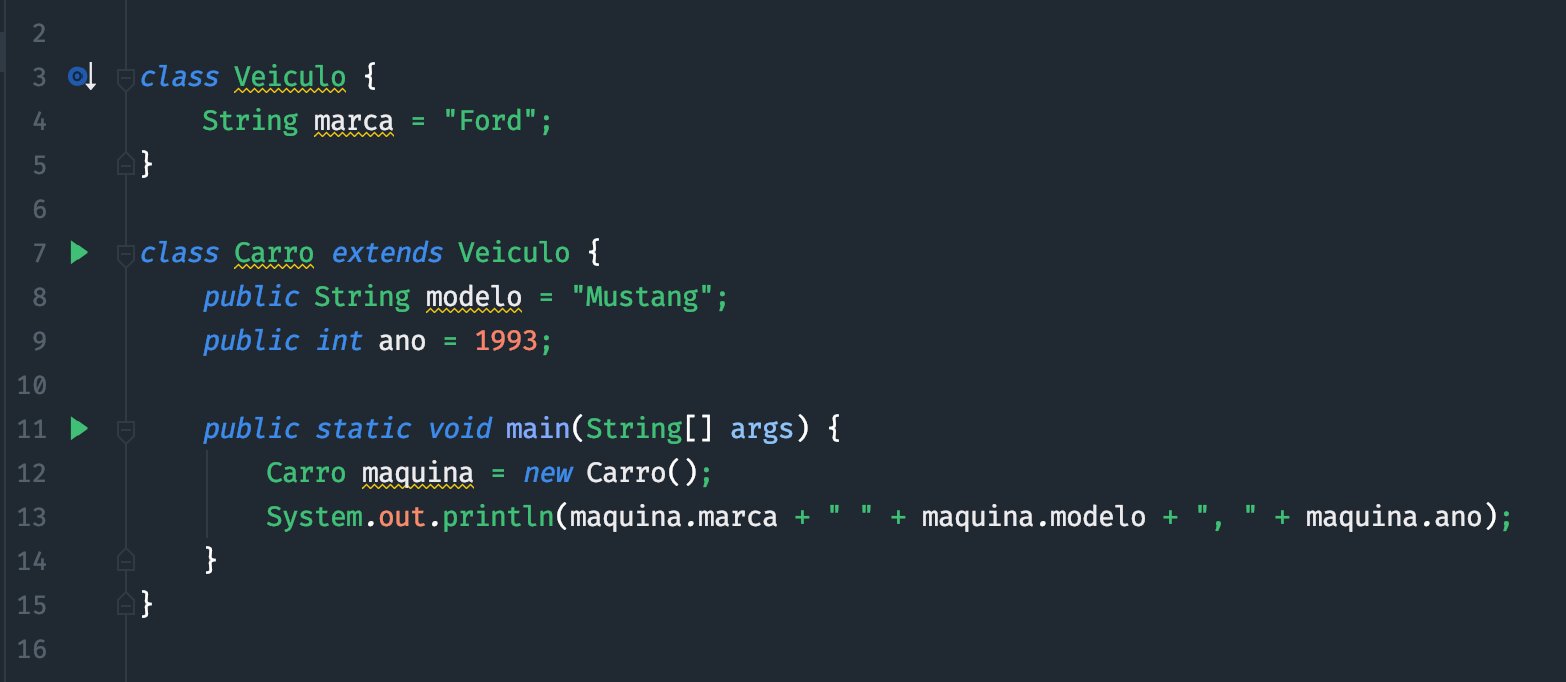 2
3 class Veiculo {
4 String marca = "Ford";
5 }
6
7 class Carro extends Veiculo {
8 public String modelo = "Mustang";
9 public int ano = 1993;
10
11 public static void main(String[] args) {
12 Carro maquina = new Carro();
13 System.out.println(maquina.marca + " " + maquina.modelo + ", " + maquina.ano);
14 }
15 }
16